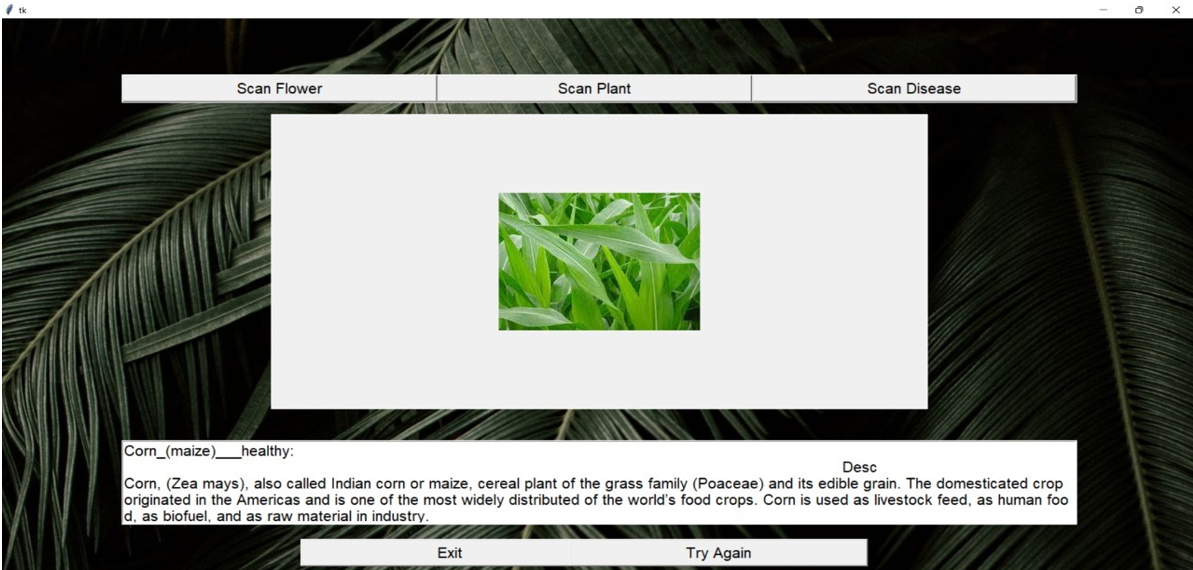 tk
Scan Flower Scan Plant Scan Disease
Corn_(maize)___healthy:
Desc
Corn, (Zea mays), also called Indian corn or maize, cereal plant of the grass family (Poaceae) and its edible grain. The domesticated crop
originated in the Americas and is one of the most widely distributed of the world's food crops. Corn is used as livestock feed, as human foo
d, as biofuel, and as raw material in industry.
Exit Try Again